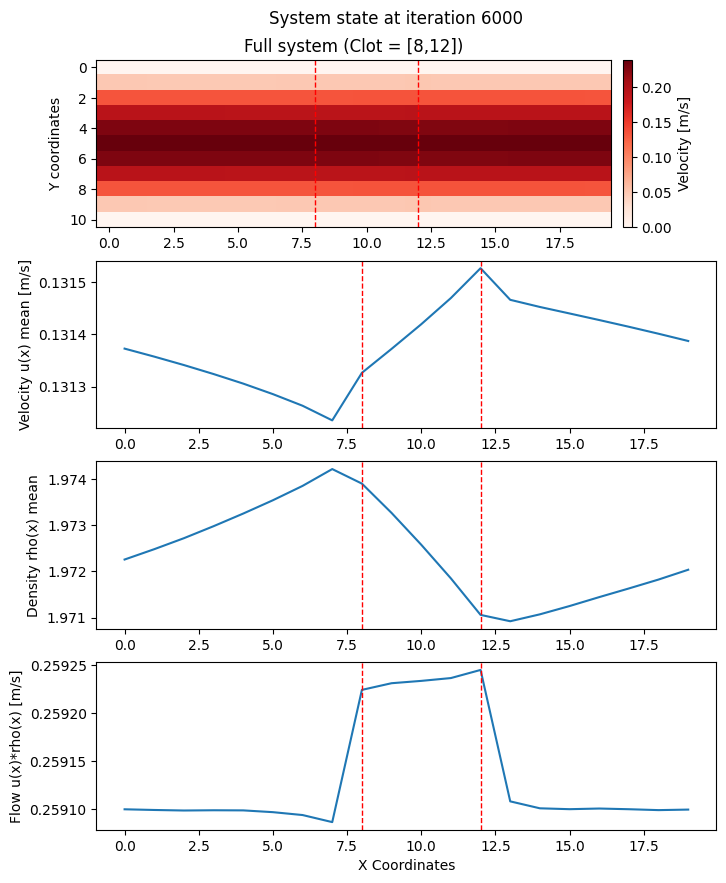 System state at iteration 6000
Full system (Clot = [8,12])
Y coordinates
0
2
4
6
8
10
0.0 2.5 5.0 7.5 10.0 12.5 15.0 17.5
0.20
0.15
0.10
0.05
0.00
Velocity [m/s]
Velocity u(x) mean [m/s]
0.1315
0.1314
0.1313
0.0 2.5 5.0 7.5 10.0 12.5 15.0 17.5
Density rho(x) mean
1.974
1.973
1.972
1.971
0.0 2.5 5.0 7.5 10.0 12.5 15.0 17.5
Flow u(x)*rho(x) [m/s]
0.25925
0.25920
0.25915
0.25910
0.0 2.5 5.0 7.5 10.0 12.5 15.0 17.5
X Coordinates